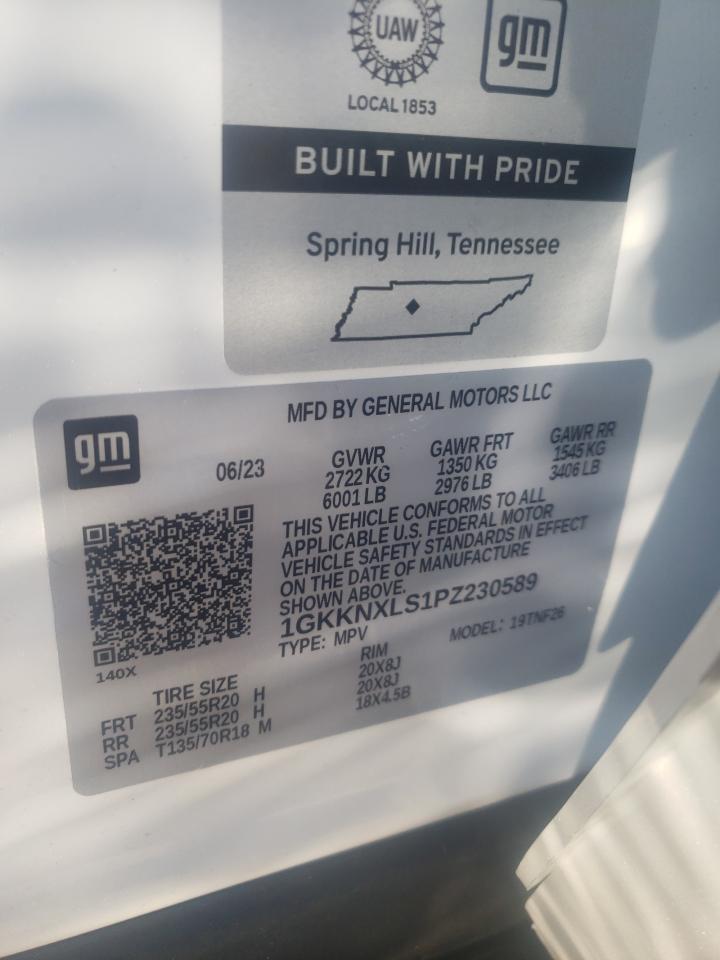 UAW
gm
LOCAL 1853
BUILT WITH PRIDE
Spring Hill, Tennessee
MFD BY GENERAL MOTORS LLC
gm
06/23
GVWR
2722 KG
6001 LB
GAWR FRT
1350 KG
2976 LB
GAWR RR
1545 KG
3406 LB
THIS VEHICLE CONFORMS TO ALL
APPLICABLE U.S. FEDERAL MOTOR
VEHICLE SAFETY STANDARDS IN EFFECT
ON THE DATE OF MANUFACTURE
SHOWN ABOVE.
1GKKNXLS1PZ230589
TYPE: MPV MODEL: 19TNF26
140X
TIRE SIZE RIM
FRT 235/55R20 H 20X8J
RR 235/55R20 H 20X8J
SPA T135/70R18 M 18X4.5B